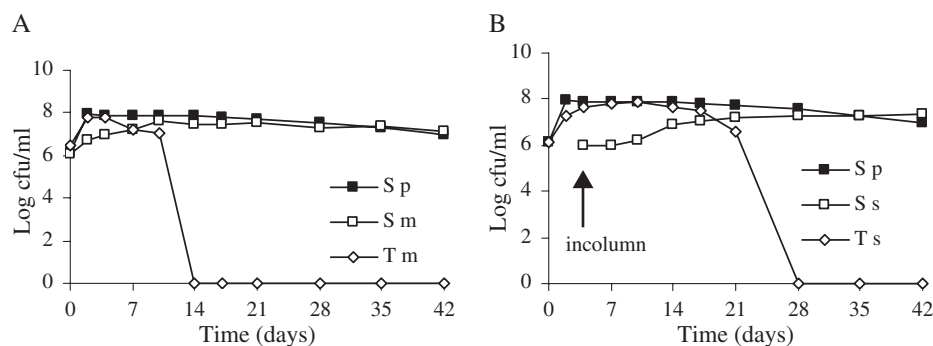 A
Log cfu/ml
10
8
6
4
2
0
0 7 14 21 28 35 42
Time (days)
S p
S m
T m
B
Log cfu/ml
10
8
6
4
2
0
0 7 14 21 28 35 42
Time (days)
incolumn
S p
S s
T s